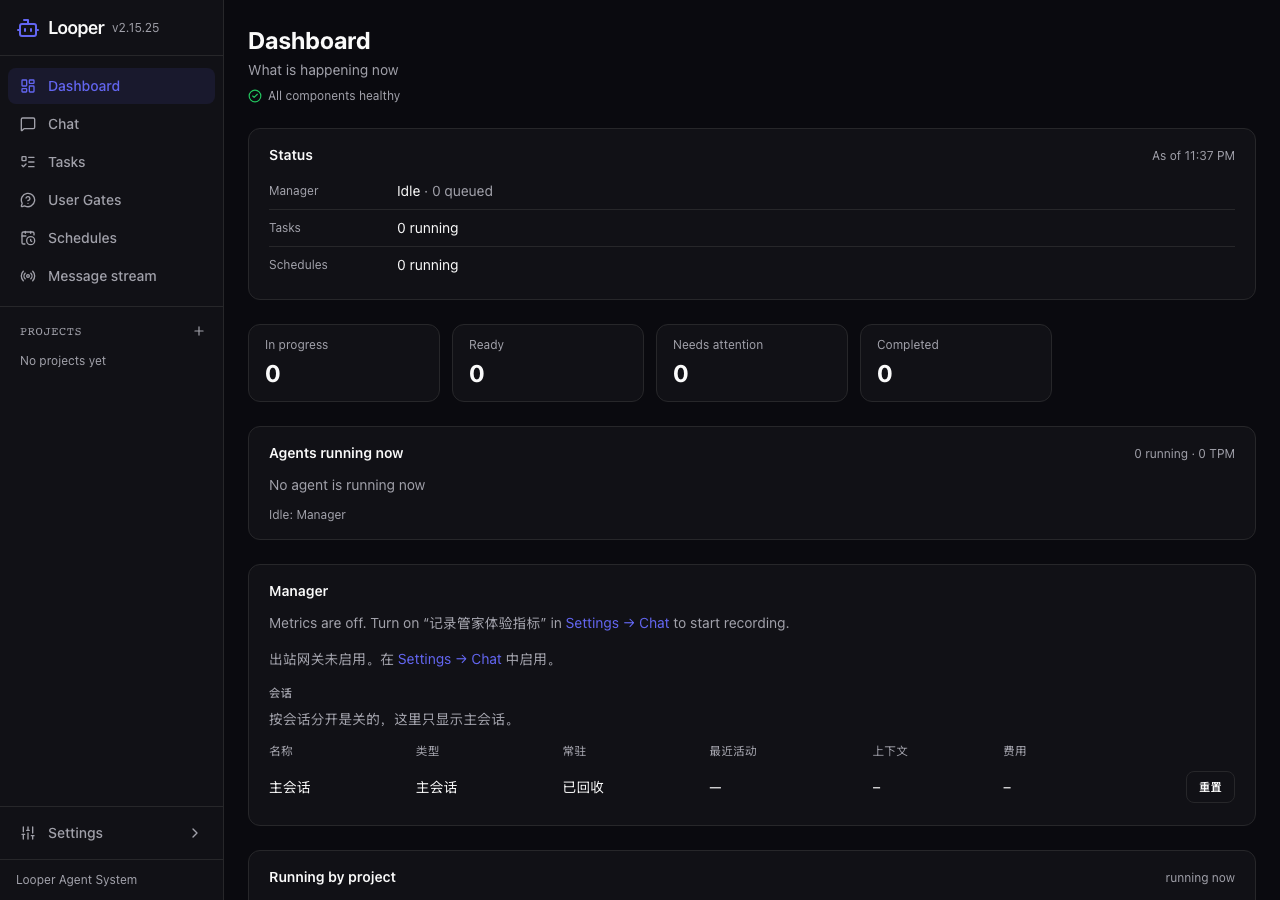 Looper v2.15.25
Dashboard
Chat
Tasks
User Gates
Schedules
Message stream
PROJECTS
No projects yet
Settings
Looper Agent System
Dashboard
What is happening now
All components healthy
Status As of 11:37 PM
Manager Idle · 0 queued
Tasks 0 running
Schedules 0 running
In progress Ready Needs attention Completed
0 0 0 0
Agents running now 0 running · 0 TPM
No agent is running now
Idle: Manager
Manager
Metrics are off. Turn on “记录管家体验指标” in Settings → Chat to start recording.
出站网关未启用。在 Settings → Chat 中启用。
会话
按会话分开是关的，这里只显示主会话。
名称 类型 常驻 最近活动 上下文 费用
主会话 主会话 已回收 — – – 重置
Running by project running now